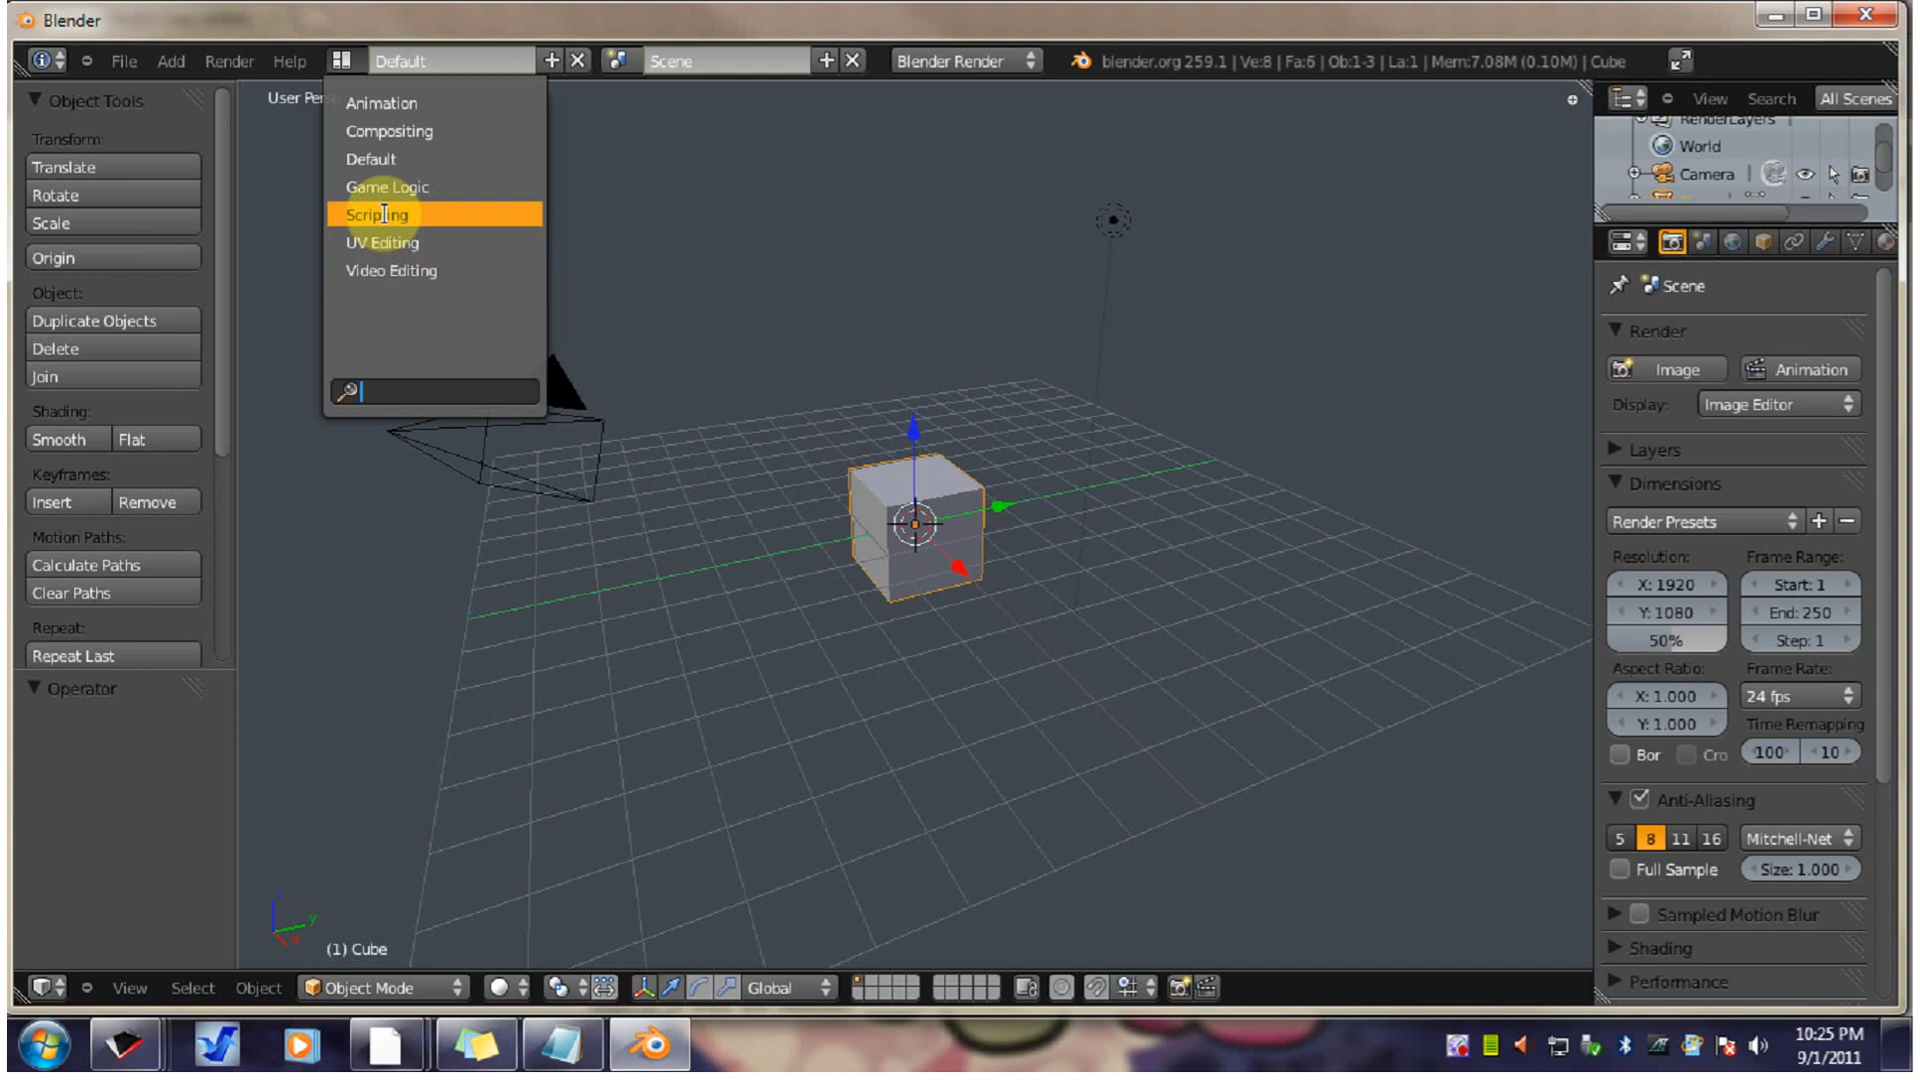 Blender
File Add Render Help Default Scene Blender Render blender.org 259.1 | Ve:8 | Fa:6 | Ob:1-3 | La:1 | Mem:7.08M (0.10M) | Cube
Object Tools
Transform:
Translate
Rotate
Scale
Origin
Object:
Duplicate Objects
Delete
Join
Shading:
Smooth Flat
Keyframes:
Insert Remove
Motion Paths:
Calculate Paths
Clear Paths
Repeat:
Repeat Last
Operator
User Pers
Animation
Compositing
Default
Game Logic
Scripting
UV Editing
Video Editing
z
y
x
(1) Cube
View Select Object Object Mode Global
View Search All Scenes
RenderLayers
World
Camera
Scene
Render
Image Animation
Display: Image Editor
Layers
Dimensions
Render Presets
Resolution: Frame Range:
X: 1920 Start: 1
Y: 1080 End: 250
50% Step: 1
Aspect Ratio: Frame Rate:
X: 1.000 24 fps
Y: 1.000 Time Remapping
Bor Cro 100 10
Anti-Aliasing
5 8 11 16 Mitchell-Net
Full Sample Size: 1.000
Sampled Motion Blur
Shading
Performance
10:25 PM
9/1/2011